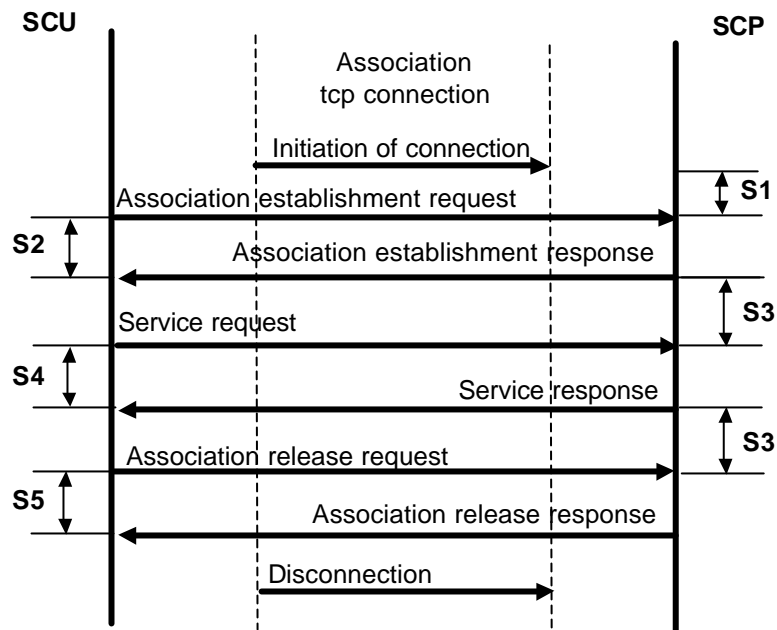 SCU
SCP
Association
tcp connection
Initiation of connection
S1
Association establishment request
S2
Association establishment response
S3
Service request
S4
Service response
S3
Association release request
S5
Association release response
Disconnection